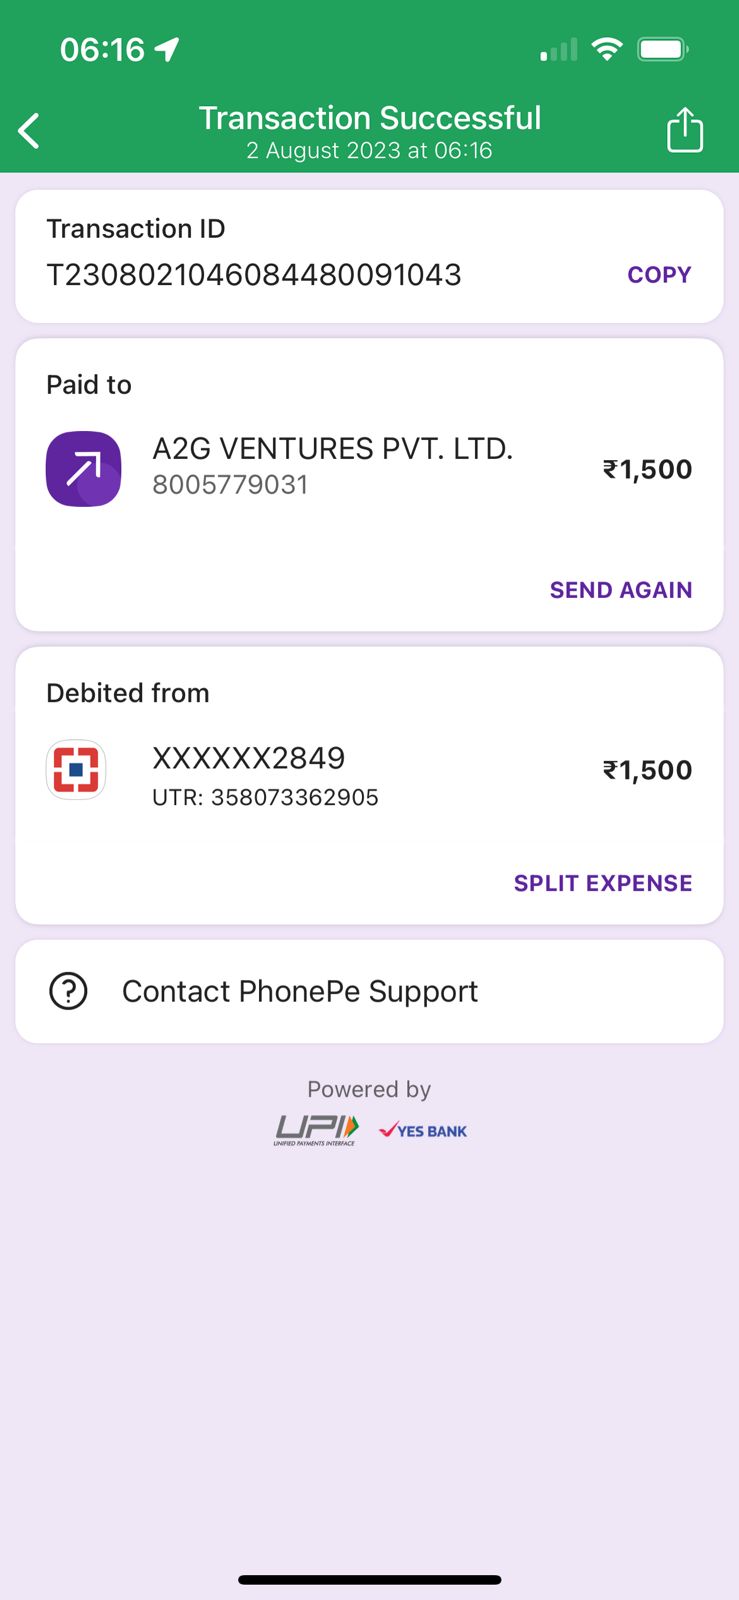 06:16
Transaction Successful
2 August 2023 at 06:16
Transaction ID
T2308021046084480091043
COPY
Paid to
A2G VENTURES PVT. LTD.
8005779031
₹1,500
SEND AGAIN
Debited from
XXXXXX2849
UTR: 358073362905
₹1,500
SPLIT EXPENSE
Contact PhonePe Support
Powered by
UPI
UNIFIED PAYMENTS INTERFACE
YES BANK